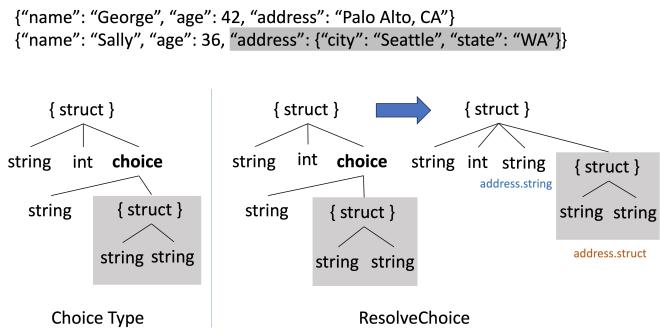 {“name”: “George”, “age”: 42, “address”: “Palo Alto, CA”}
{“name”: “Sally”, “age”: 36, “address”: {“city”: “Seattle”, “state”: “WA”}}
{ struct }
string int choice
string { struct }
string string
Choice Type
{ struct }
string int choice
string { struct }
string string
{ struct }
string int string { struct }
address.string
string string
address.struct
ResolveChoice